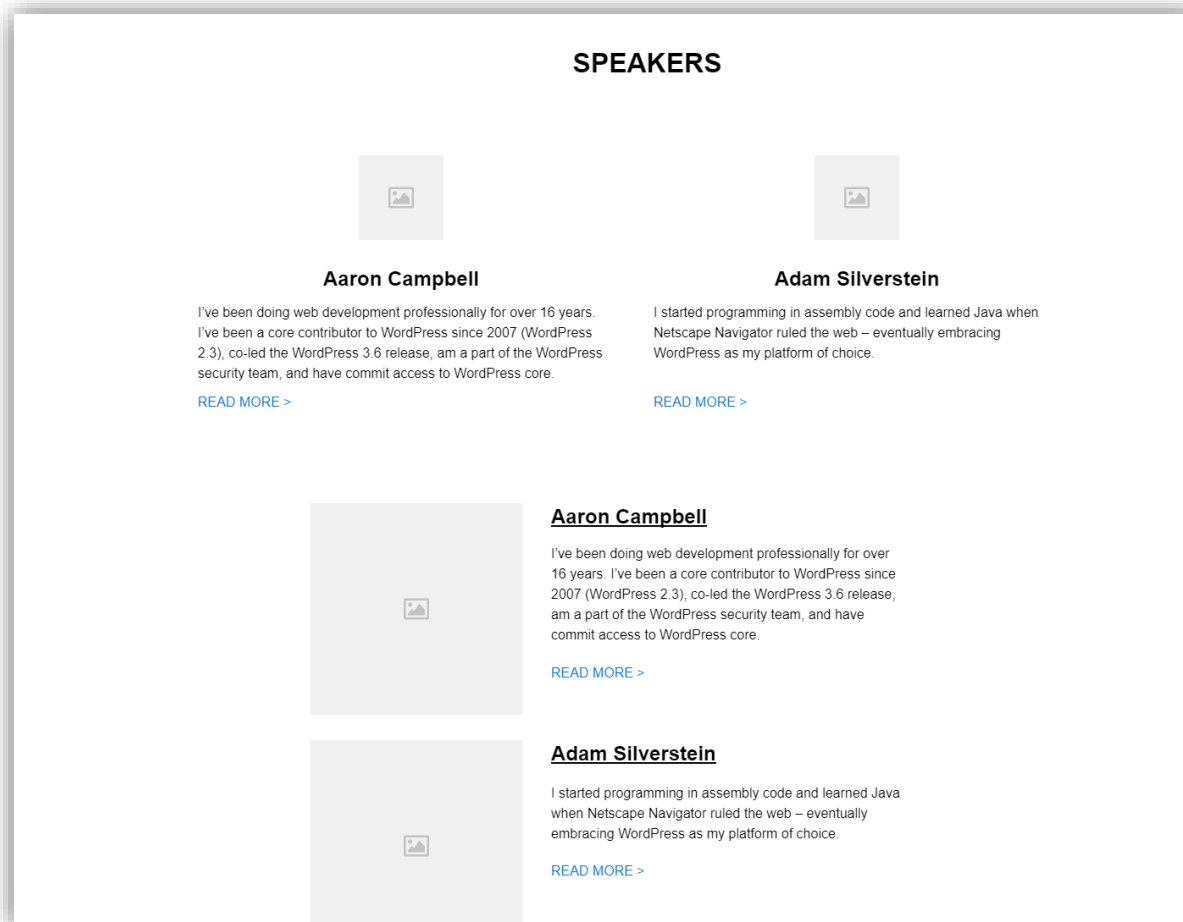 SPEAKERS
Aaron Campbell
I’ve been doing web development professionally for over 16 years.
I’ve been a core contributor to WordPress since 2007 (WordPress
2.3), co-led the WordPress 3.6 release, am a part of the WordPress
security team, and have commit access to WordPress core.
READ MORE >
Adam Silverstein
I started programming in assembly code and learned Java when
Netscape Navigator ruled the web – eventually embracing
WordPress as my platform of choice.
READ MORE >
Aaron Campbell
I’ve been doing web development professionally for over
16 years. I’ve been a core contributor to WordPress since
2007 (WordPress 2.3), co-led the WordPress 3.6 release,
am a part of the WordPress security team, and have
commit access to WordPress core.
READ MORE >
Adam Silverstein
I started programming in assembly code and learned Java
when Netscape Navigator ruled the web – eventually
embracing WordPress as my platform of choice.
READ MORE >